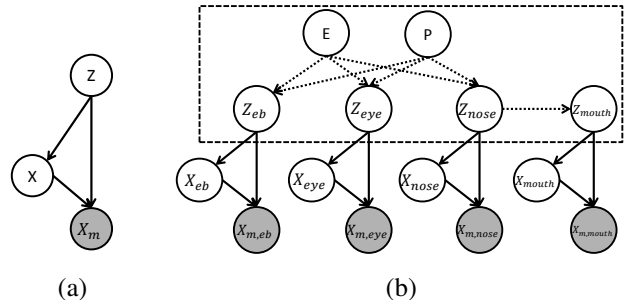 E P
Z
Z_eb Z_eye Z_nose Z_mouth
X X_eb X_eye X_nose X_mouth
X_m X_m,eb X_m,eye X_m,nose X_m,mouth
(a) (b)